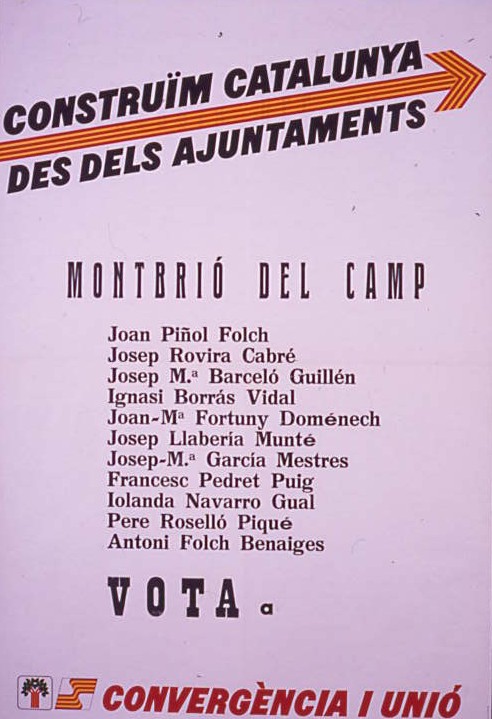 CONSTRUÏM CATALUNYA
DES DELS AJUNTAMENTS
MONTBRIÓ DEL CAMP
Joan Piñol Folch
Josep Rovira Cabré
Josep M.ª Barceló Guillén
Ignasi Borrás Vidal
Joan-Mª Fortuny Doménech
Josep Llabería Munté
Josep-M.ª García Mestres
Francesc Pedret Puig
Iolanda Navarro Gual
Pere Roselló Piqué
Antoni Folch Benaiges
VOTA a
CONVERGÈNCIA I UNIÓ